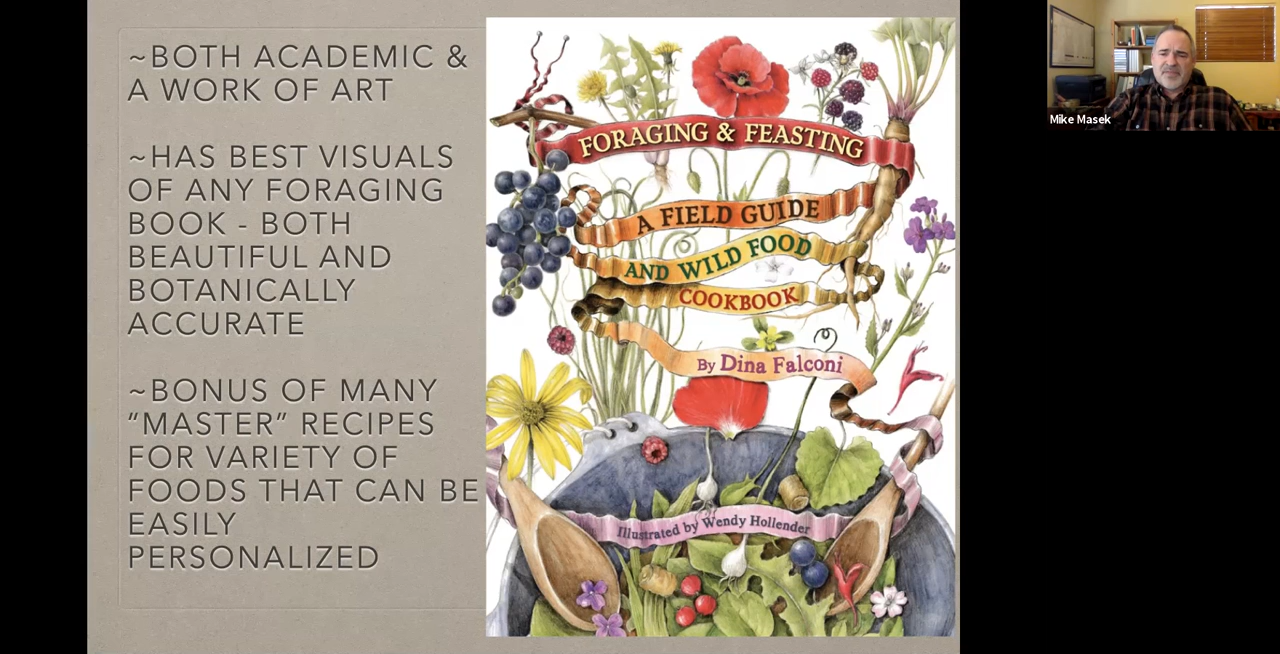 ~BOTH ACADEMIC &
A WORK OF ART
~HAS BEST VISUALS
OF ANY FORAGING
BOOK - BOTH
BEAUTIFUL AND
BOTANICALLY
ACCURATE
~BONUS OF MANY
“MASTER” RECIPES
FOR VARIETY OF
FOODS THAT CAN BE
EASILY
PERSONALIZED
FORAGING & FEASTING
A FIELD GUIDE
AND WILD FOOD
COOKBOOK
By Dina Falconi
Illustrated by Wendy Hollender
Mike Masek